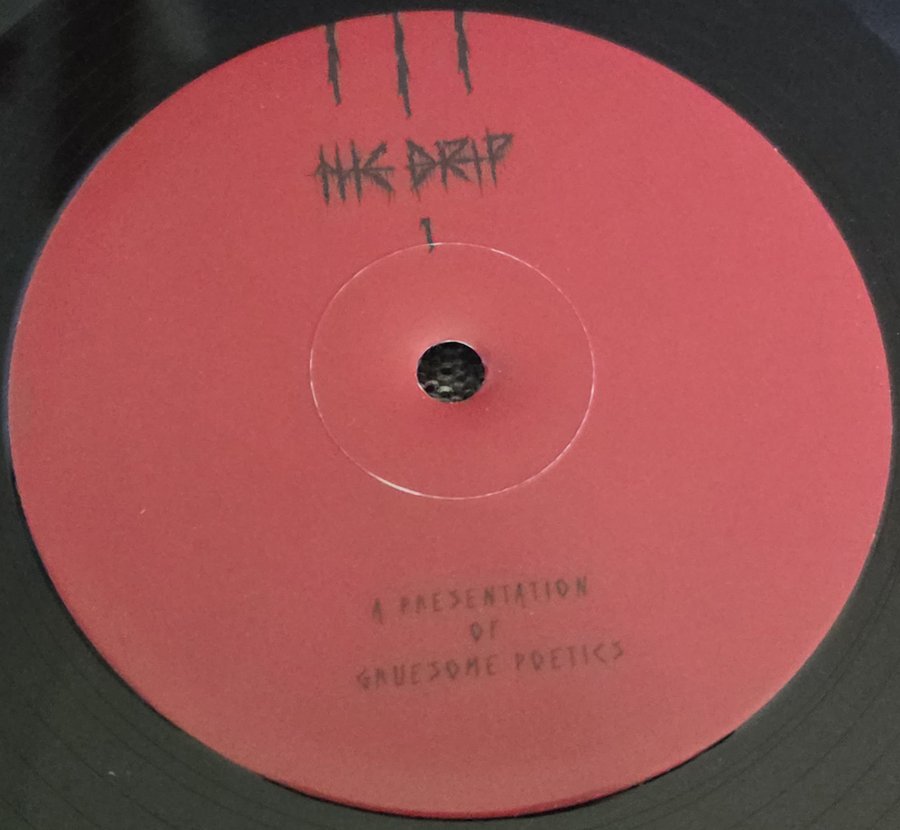 THE DRIP
1
A PRESENTATION
OF
GRUESOME POETICS